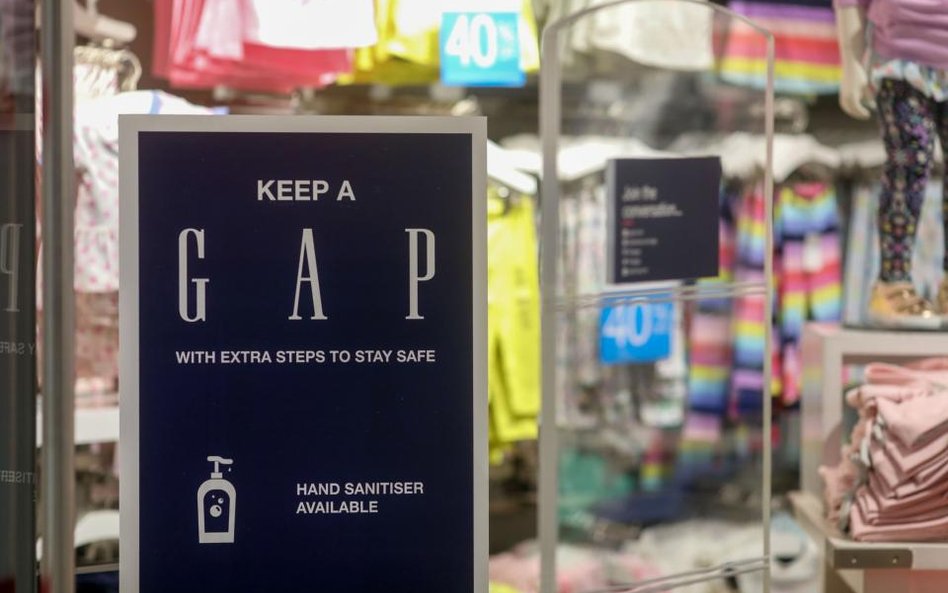 40%
KEEP A
GAP
WITH EXTRA STEPS TO STAY SAFE
HAND SANITISER
AVAILABLE
Join the
conversation...
40%